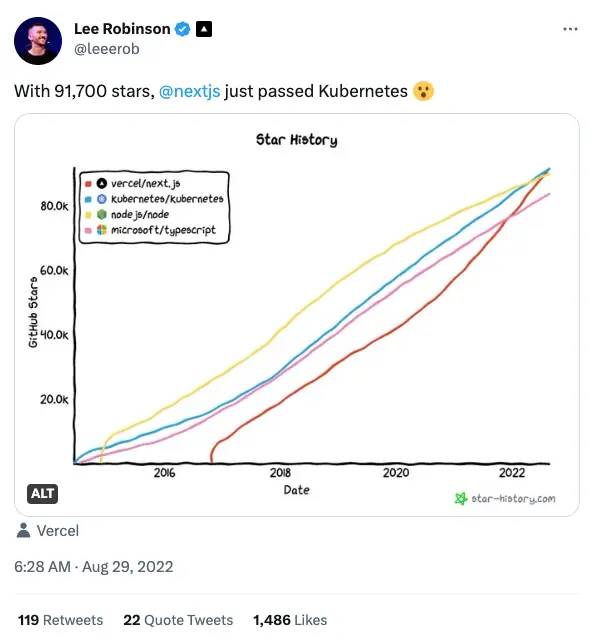 Lee Robinson
@leeerob
With 91,700 stars, @nextjs just passed Kubernetes 😮
Star History
vercel/next.js
kubernetes/kubernetes
nodejs/node
microsoft/typescript
80.0k
60.0k
40.0k
20.0k
GitHub Stars
2016 2018 2020 2022
Date
ALT
star-history.com
Vercel
6:28 AM · Aug 29, 2022
119 Retweets 22 Quote Tweets 1,486 Likes